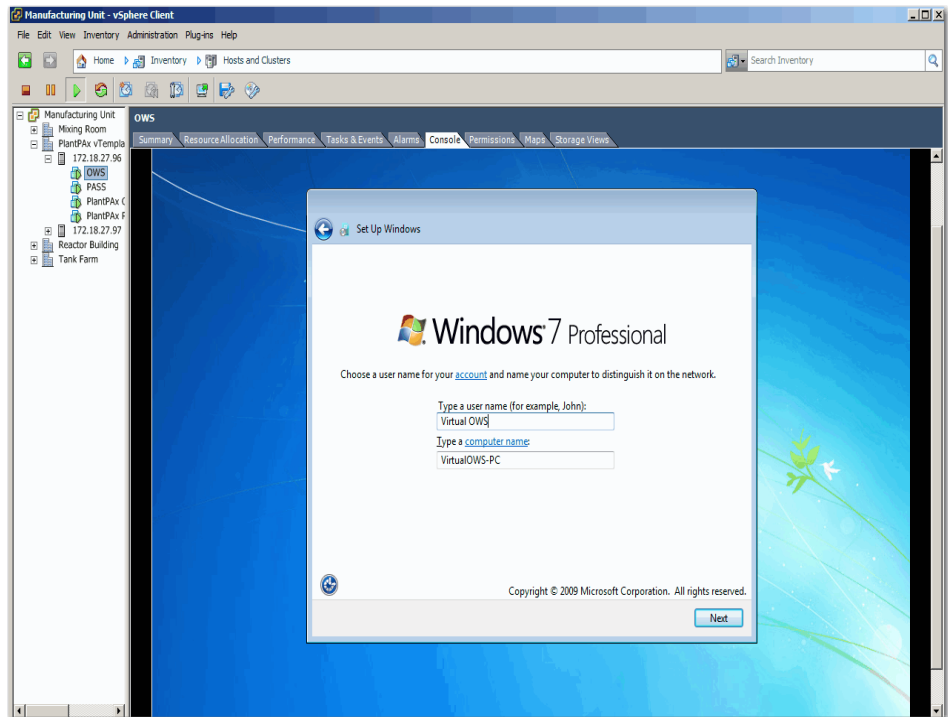 Manufacturing Unit - vSphere Client
File Edit View Inventory Administration Plug-ins Help
Home Inventory Hosts and Clusters
Search Inventory
Manufacturing Unit
Mixing Room
PlantPAx vTempla
172.18.27.96
OWS
PASS
PlantPAx
PlantPAx
172.18.27.97
Reactor Building
Tank Farm
OWS
Summary Resource Allocation Performance Tasks & Events Alarms Console Permissions Maps Storage Views
Set Up Windows
Windows 7 Professional
Choose a user name for your account and name your computer to distinguish it on the network.
Type a user name (for example, John):
Virtual OWS
Type a computer name:
VirtualOWS-PC
Copyright © 2009 Microsoft Corporation. All rights reserved.
Next